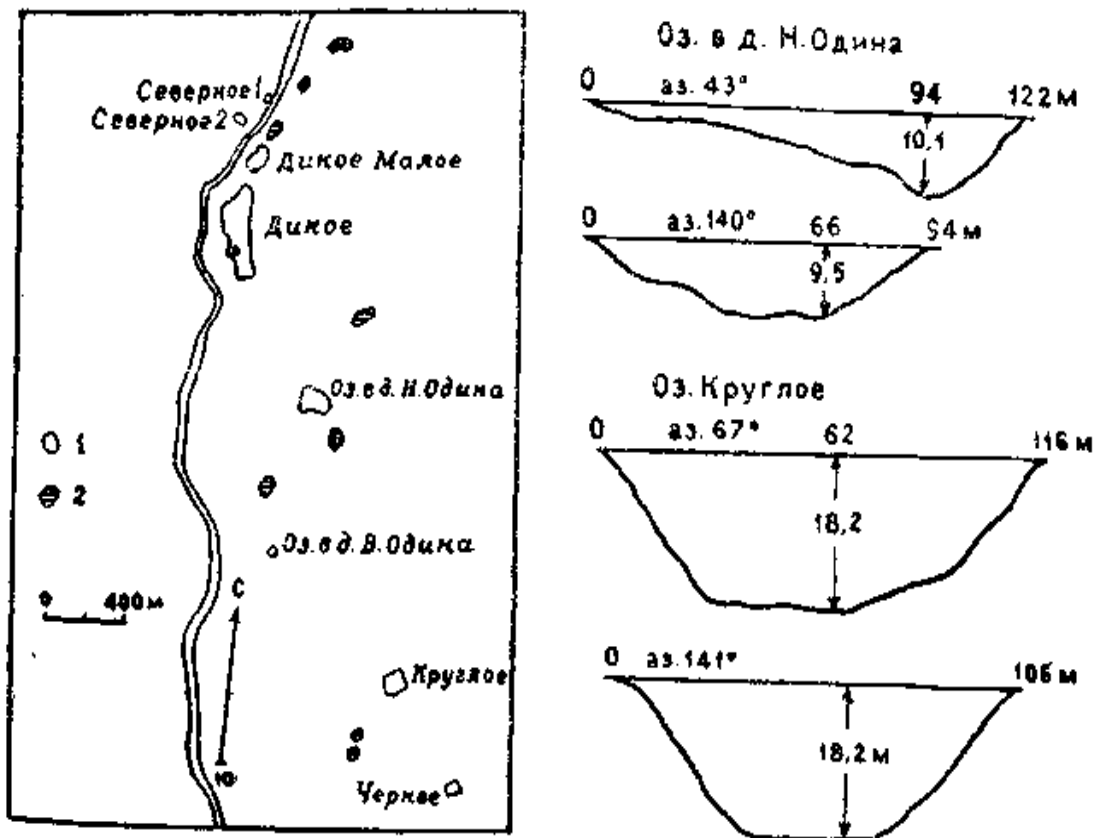 Северное 1
Северное 2
Дикое Малое
Дикое
Оз. в д. Н. Одина
1
2
Оз. в д. В. Одина
0 400 м
С
Ю
Круглое
Черное
Оз. в д. Н. Одина
0 аз. 43° 94 122 м
10,1
0 аз. 140° 66 94 м
9,5
Оз. Круглое
0 аз. 67° 62 116 м
18,2
0 аз. 141° 106 м
18,2 м